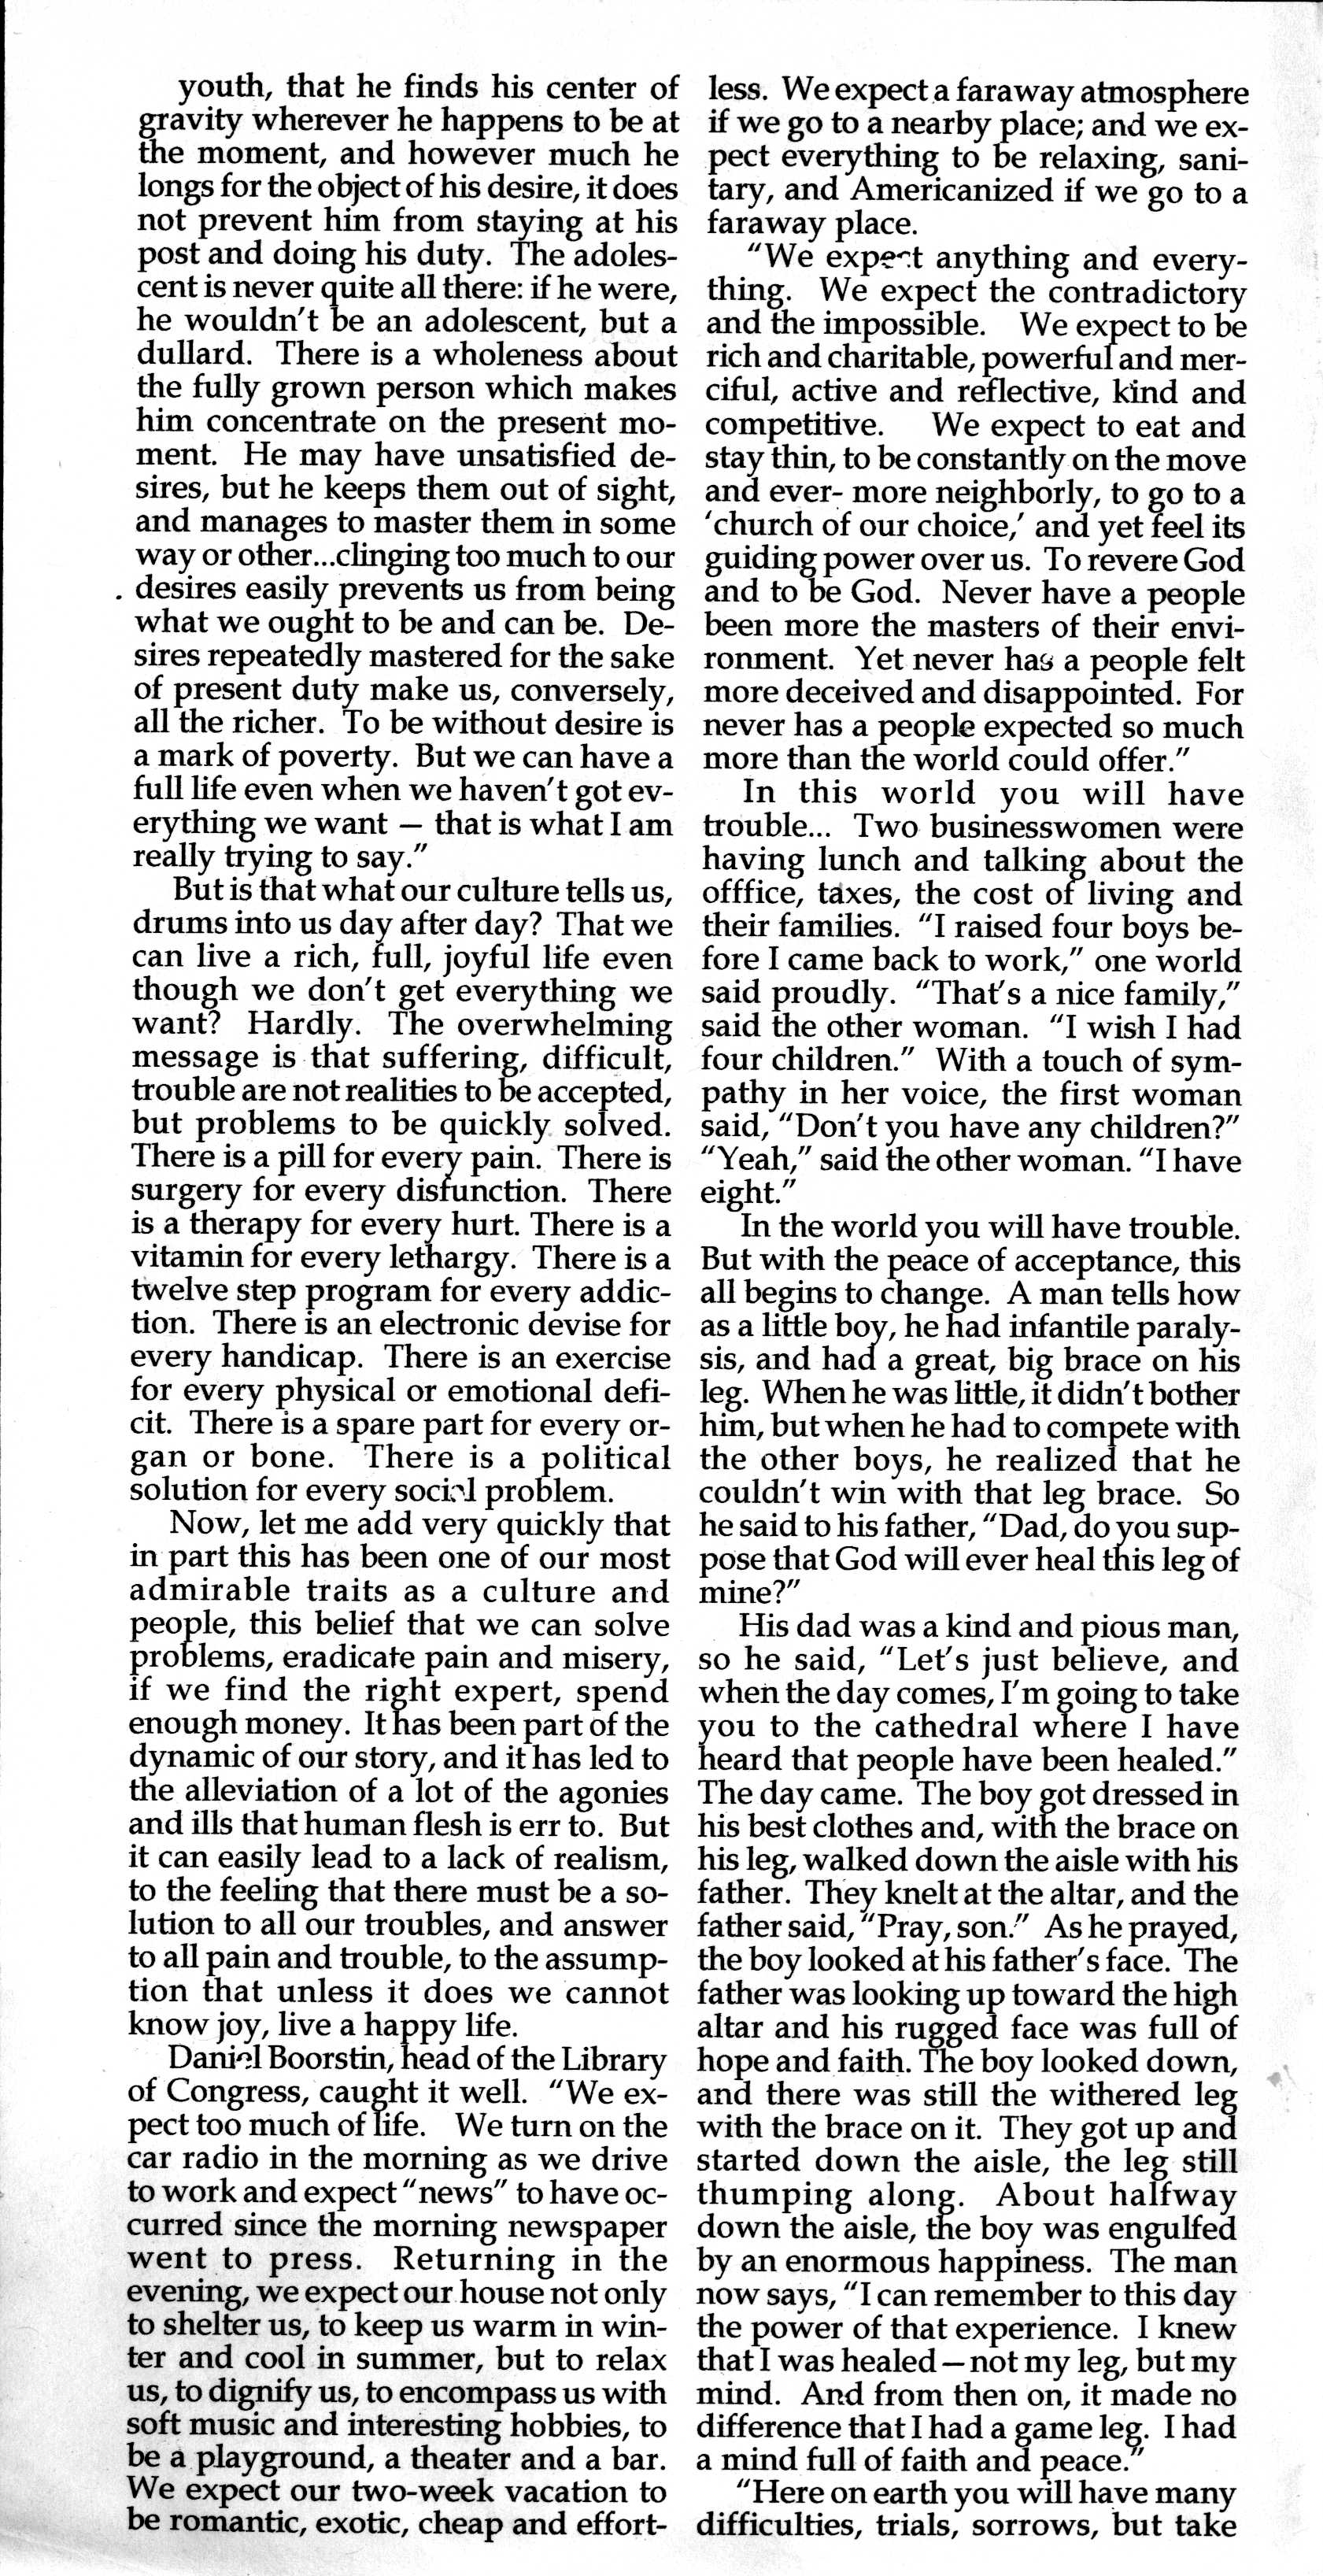 youth, that he finds his center of
gravity wherever he happens to be at
the moment, and however much he
longs for the object of his desire, it does
not prevent him from staying at his
post and doing his duty. The adoles-
cent is never quite all there: if he were,
he wouldn't be an adolescent, but a
dullard. There is a wholeness about
the fully grown person which makes
him concentrate on the present mo-
ment. He may have unsatisfied de-
sires, but he keeps them out of sight,
and manages to master them in some
way or other...clinging too much to our
desires easily prevents us from being
what we ought to be and can be. De-
sires repeatedly mastered for the sake
of present duty make us, conversely,
all the richer. To be without desire is
a mark of poverty. But we can have a
full life even when we haven't got ev-
erything we want — that is what I am
really trying to say."
But is that what our culture tells us,
drums into us day after day? That we
can live a rich, full, joyful life even
though we don't get everything we
want? Hardly. The overwhelming
message is that suffering, difficult,
trouble are not realities to be accepted,
but problems to be quickly solved.
There is a pill for every pain. There is
surgery for every disfunction. There
is a therapy for every hurt. There is a
vitamin for every lethargy. There is a
twelve step program for every addic-
tion. There is an electronic devise for
every handicap. There is an exercise
for every physical or emotional defi-
cit. There is a spare part for every or-
gan or bone. There is a political
solution for every social problem.
Now, let me add very quickly that
in part this has been one of our most
admirable traits as a culture and
people, this belief that we can solve
problems, eradicate pain and misery,
if we find the right expert, spend
enough money. It has been part of the
dynamic of our story, and it has led to
the alleviation of a lot of the agonies
and ills that human flesh is err to. But
it can easily lead to a lack of realism,
to the feeling that there must be a so-
lution to all our troubles, and answer
to all pain and trouble, to the assump-
tion that unless it does we cannot
know joy, live a happy life.
Daniel Boorstin, head of the Library
of Congress, caught it well. "We ex-
pect too much of life. We turn on the
car radio in the morning as we drive
to work and expect "news" to have oc-
curred since the morning newspaper
went to press. Returning in the
evening, we expect our house not only
to shelter us, to keep us warm in win-
ter and cool in summer, but to relax
us, to dignify us, to encompass us with
soft music and interesting hobbies, to
be a playground, a theater and a bar.
We expect our two-week vacation to
be romantic, exotic, cheap and effort-
less. We expect a faraway atmosphere
if we go to a nearby place; and we ex-
pect everything to be relaxing, sani-
tary, and Americanized if we go to a
faraway place.
"We expect anything and every-
thing. We expect the contradictory
and the impossible. We expect to be
rich and charitable, powerful and mer-
ciful, active and reflective, kind and
competitive. We expect to eat and
stay thin, to be constantly on the move
and ever- more neighborly, to go to a
'church of our choice,' and yet feel its
guiding power over us. To revere God
and to be God. Never have a people
been more the masters of their envi-
ronment. Yet never has a people felt
more deceived and disappointed. For
never has a people expected so much
more than the world could offer."
In this world you will have
trouble... Two businesswomen were
having lunch and talking about the
offfice, taxes, the cost of living and
their families. "I raised four boys be-
fore I came back to work," one world
said proudly. "That's a nice family,"
said the other woman. "I wish I had
four children." With a touch of sym-
pathy in her voice, the first woman
said, "Don't you have any children?"
"Yeah," said the other woman. "I have
eight."
In the world you will have trouble.
But with the peace of acceptance, this
all begins to change. A man tells how
as a little boy, he had infantile paraly-
sis, and had a great, big brace on his
leg. When he was little, it didn't bother
him, but when he had to compete with
the other boys, he realized that he
couldn't win with that leg brace. So
he said to his father, "Dad, do you sup-
pose that God will ever heal this leg of
mine?"
His dad was a kind and pious man,
so he said, "Let's just believe, and
when the day comes, I'm going to take
you to the cathedral where I have
heard that people have been healed."
The day came. The boy got dressed in
his best clothes and, with the brace on
his leg, walked down the aisle with his
father. They knelt at the altar, and the
father said, "Pray, son." As he prayed,
the boy looked at his father's face. The
father was looking up toward the high
altar and his rugged face was full of
hope and faith. The boy looked down,
and there was still the withered leg
with the brace on it. They got up and
started down the aisle, the leg still
thumping along. About halfway
down the aisle, the boy was engulfed
by an enormous happiness. The man
now says, "I can remember to this day
the power of that experience. I knew
that I was healed — not my leg, but my
mind. And from then on, it made no
difference that I had a game leg. I had
a mind full of faith and peace."
"Here on earth you will have many
difficulties, trials, sorrows, but take